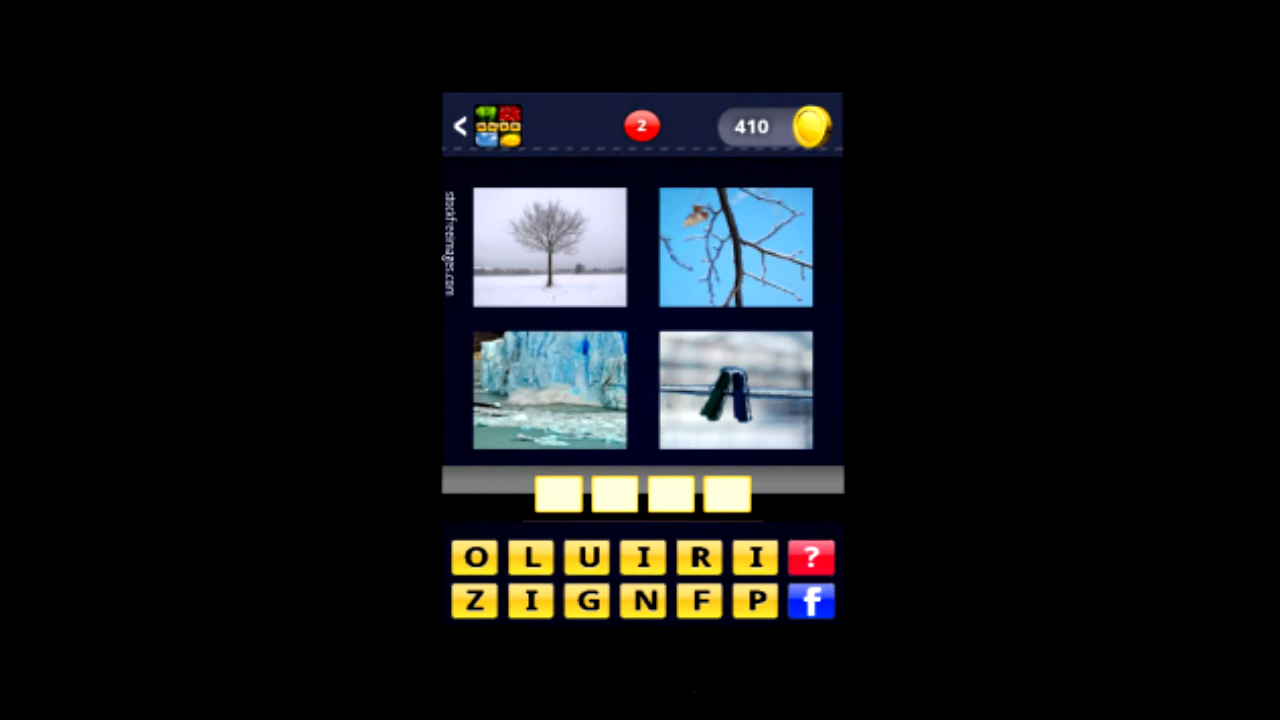 2
410
stockfreeimages.com
O L U I R I ?
Z I G N F P f